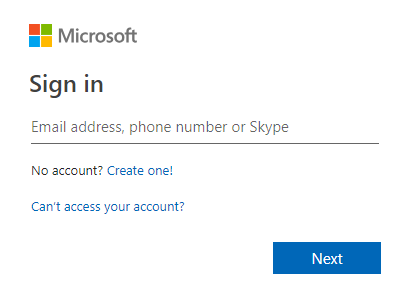 Microsoft
Sign in
Email address, phone number or Skype
No account? Create one!
Can't access your account?
Next